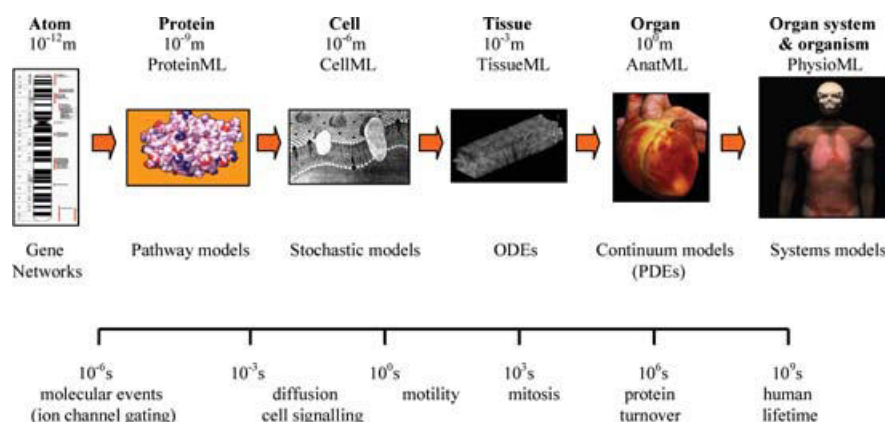 Atom
10⁻¹²m
Protein
10⁻⁹m
ProteinML
Cell
10⁻⁶m
CellML
Tissue
10⁻³m
TissueML
Organ
10⁰m
AnatML
Organ system
& organism
PhysioML
Gene
Networks
Pathway models
Stochastic models
ODEs
Continuum models
(PDEs)
Systems models
10⁻⁶s
10⁻³s
10⁰s
10³s
10⁶s
10⁹s
molecular events
(ion channel gating)
diffusion
cell signalling
motility
mitosis
protein
turnover
human
lifetime